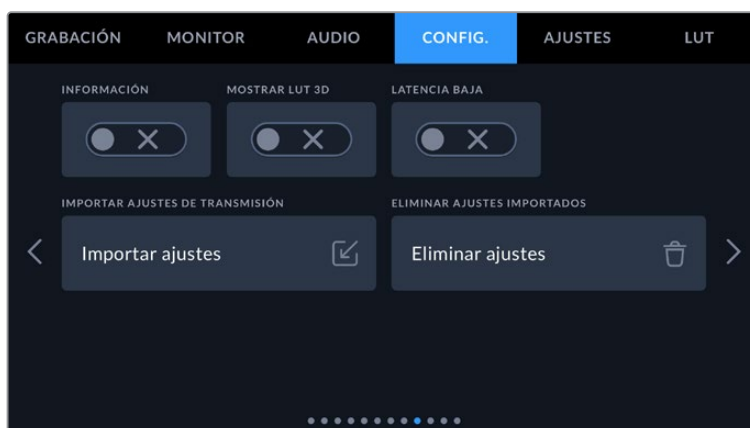 GRABACIÓN MONITOR AUDIO CONFIG. AJUSTES LUT
INFORMACIÓN MOSTRAR LUT 3D LATENCIA BAJA
IMPORTAR AJUSTES DE TRANSMISIÓN ELIMINAR AJUSTES IMPORTADOS
Importar ajustes Eliminar ajustes